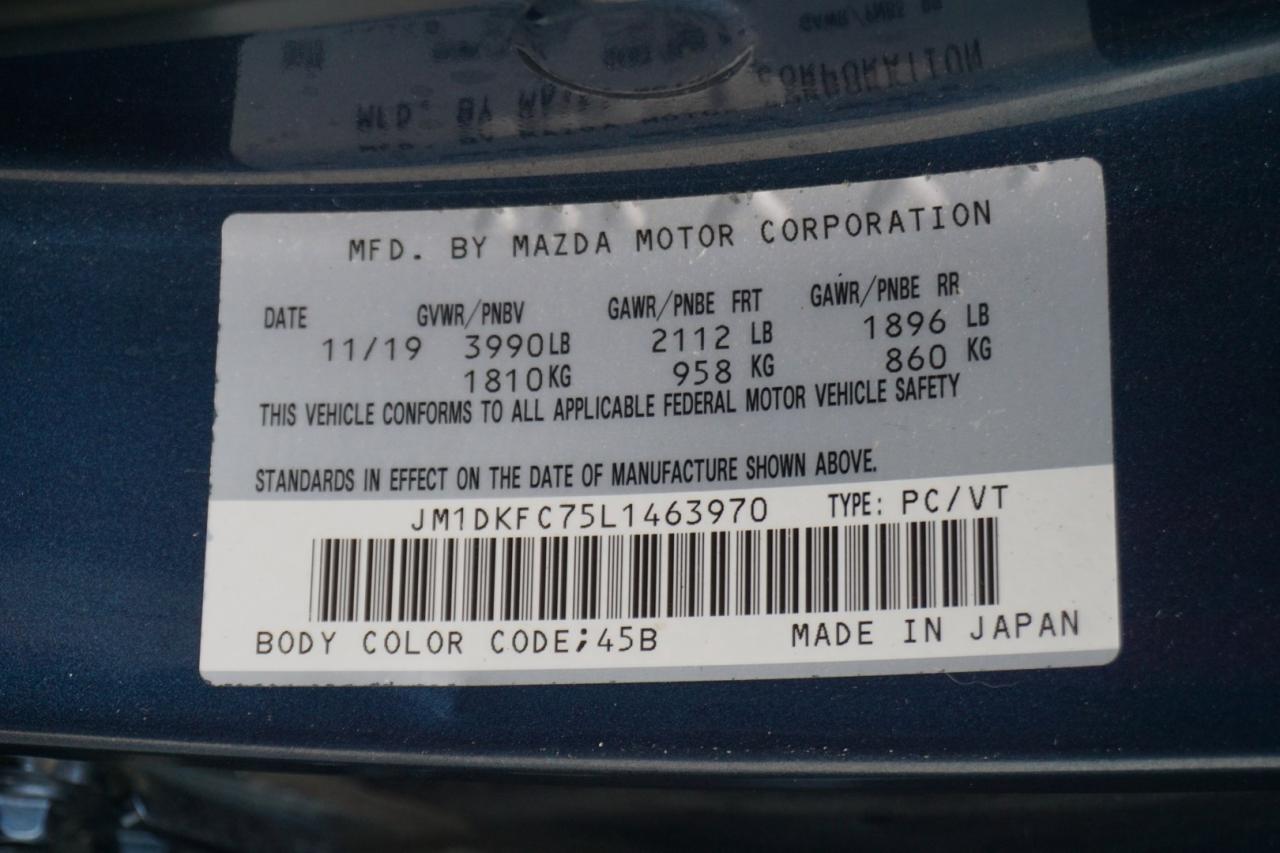 MFD. BY MAZDA MOTOR CORPORATION
DATE GVWR/PNBV GAWR/PNBE FRT GAWR/PNBE RR
11/19 3990LB 2112 LB 1896 LB
1810KG 958 KG 860 KG
THIS VEHICLE CONFORMS TO ALL APPLICABLE FEDERAL MOTOR VEHICLE SAFETY
STANDARDS IN EFFECT ON THE DATE OF MANUFACTURE SHOWN ABOVE.
JM1DKFC75L1463970 TYPE: PC/VT
BODY COLOR CODE;45B MADE IN JAPAN